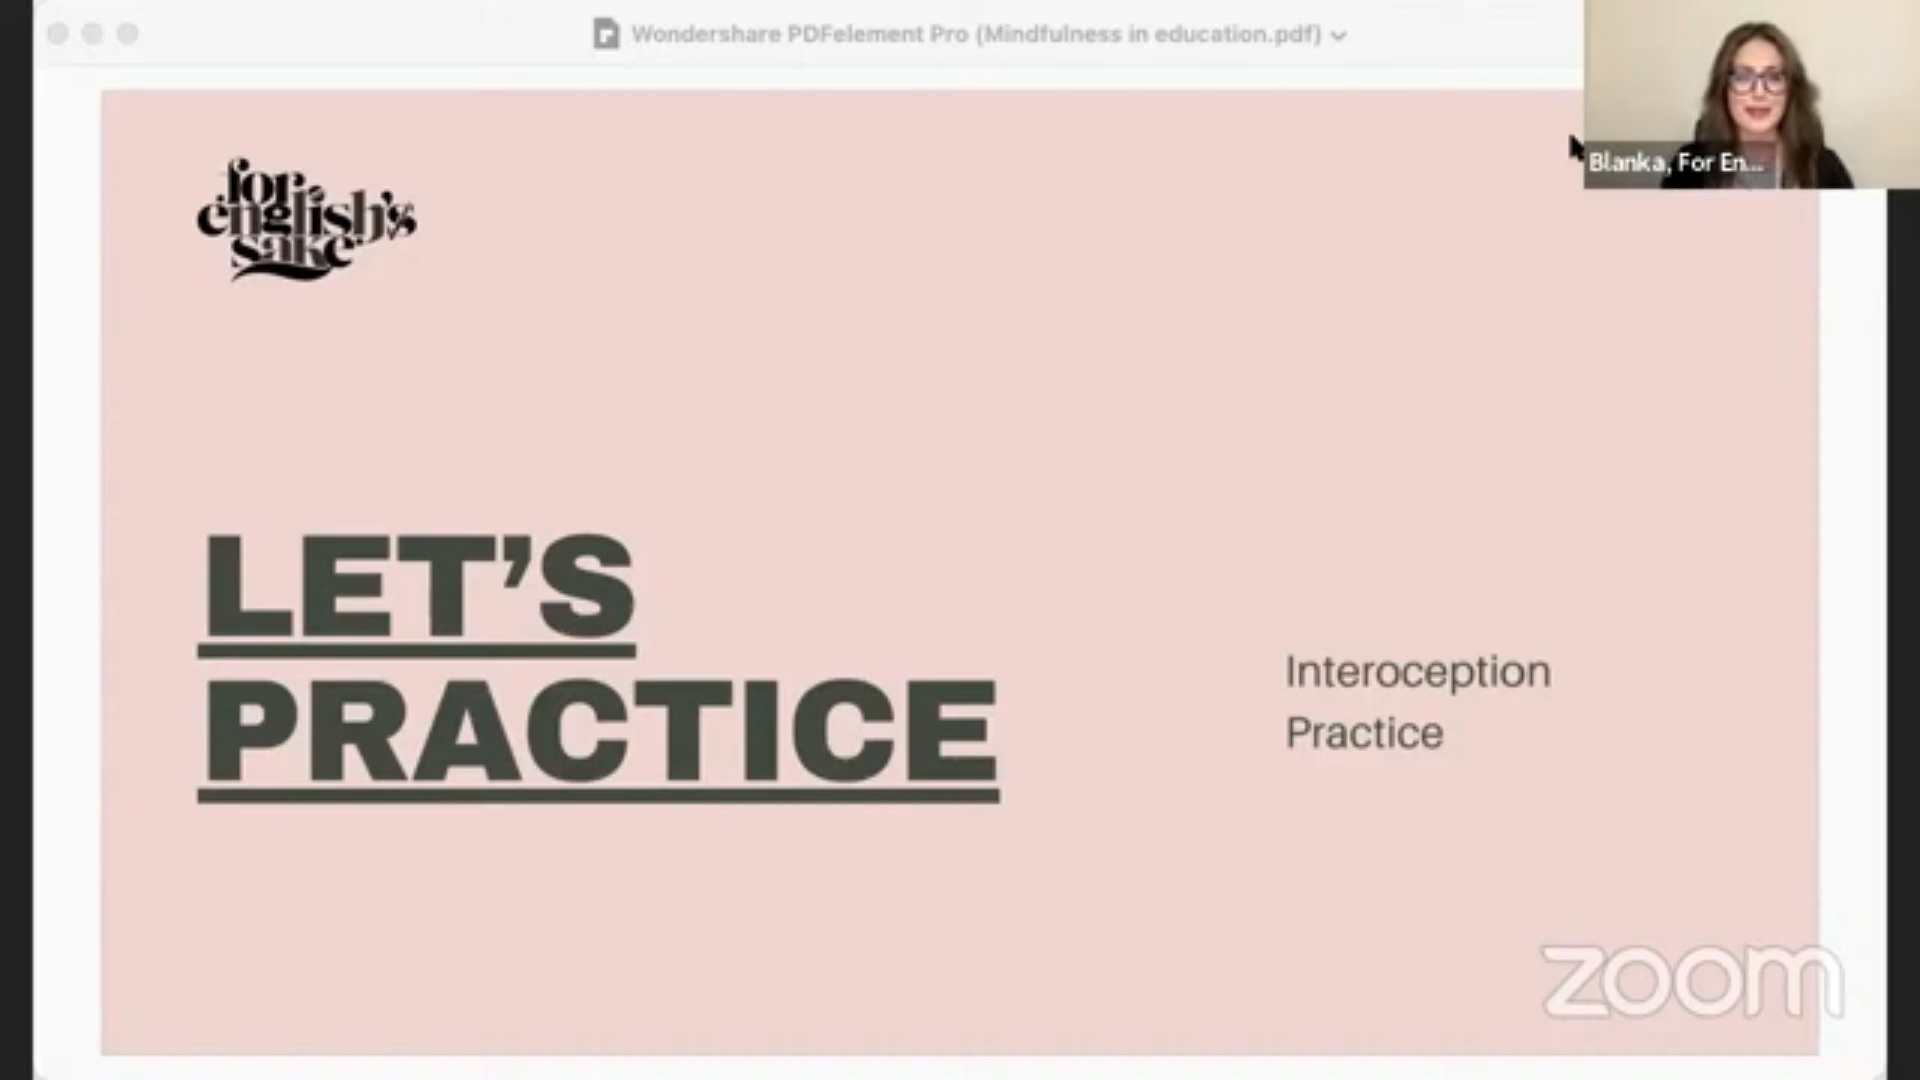 Wondershare PDFelement Pro (Mindfulness in education.pdf)
Blanka, For En...
for
english's
sake
LET’S
PRACTICE
Interoception
Practice
zoom